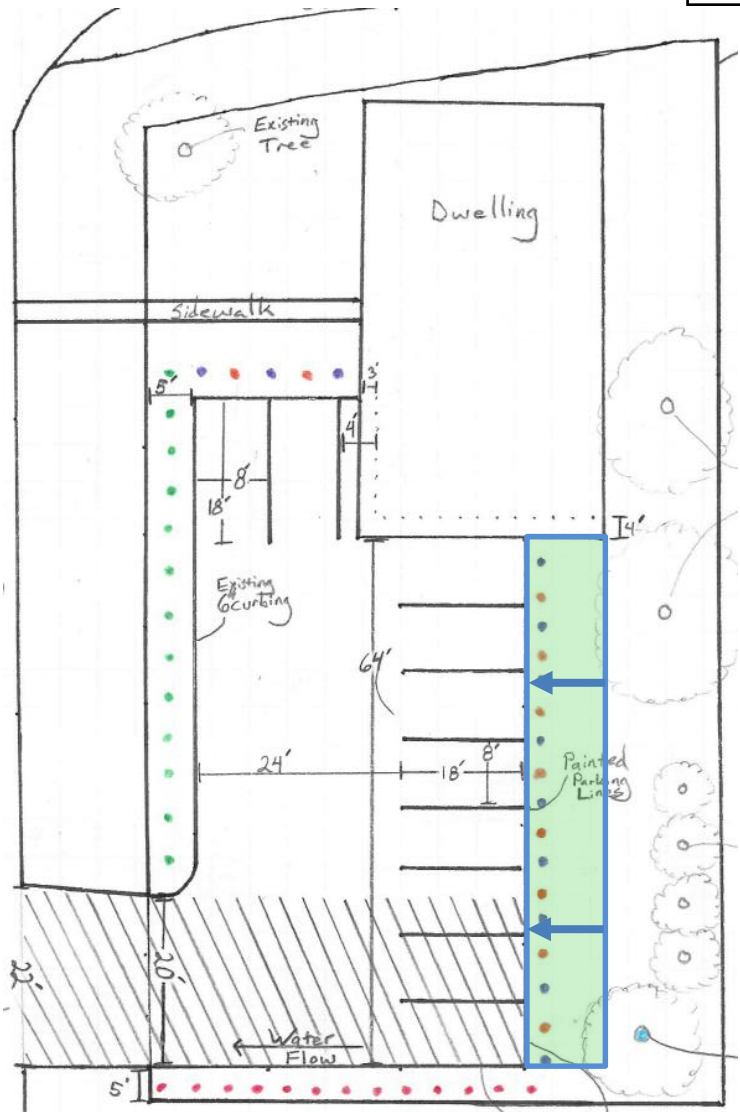 Existing
Tree
Dwelling
Sidewalk
5'
3'
4'
8'
18'
4'
Existing
6" curbing
64'
24'
18'
8'
Painted
Parking
Lines
22'
20'
Water
Flow
5'